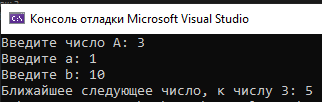 Консоль отладки Microsoft Visual Studio
Введите число A: 3
Введите a: 1
Введите b: 10
Ближайшее следующее число, к числу 3: 5